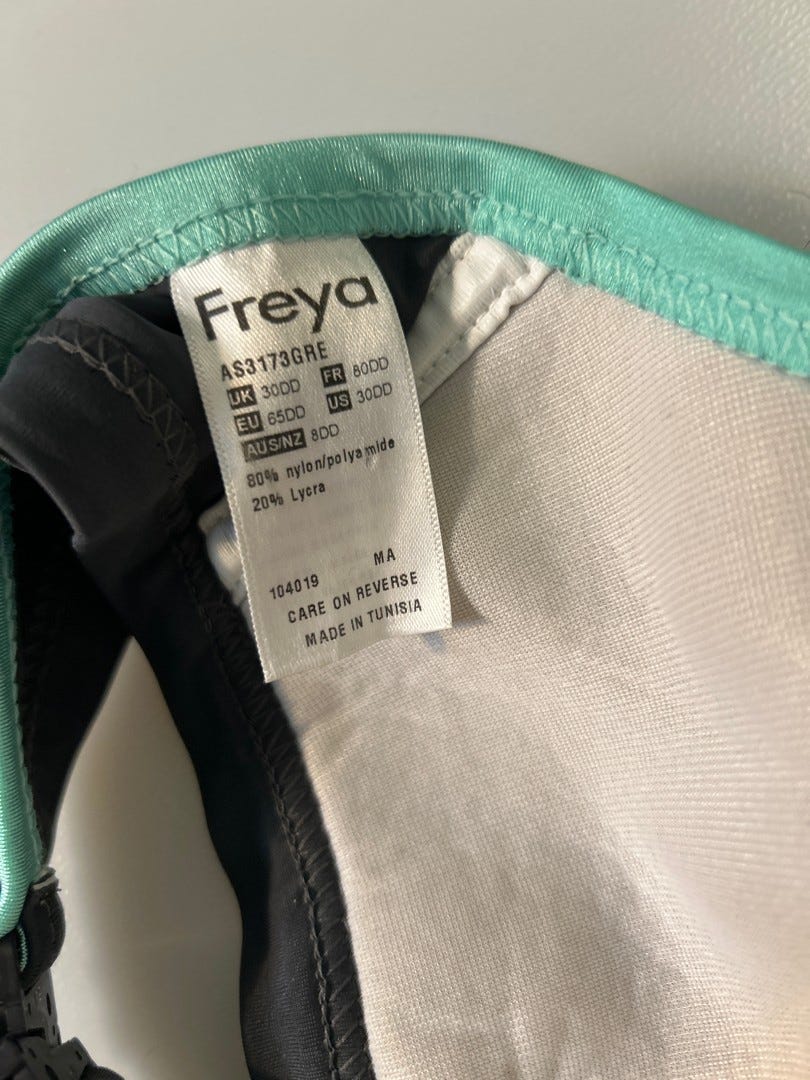 Freya
AS3173GRE
UK 30DD FR 80DD
EU 65DD US 30DD
AUS/NZ 8DD
80% nylon/polyamide
20% Lycra
104019 MA
CARE ON REVERSE
MADE IN TUNISIA